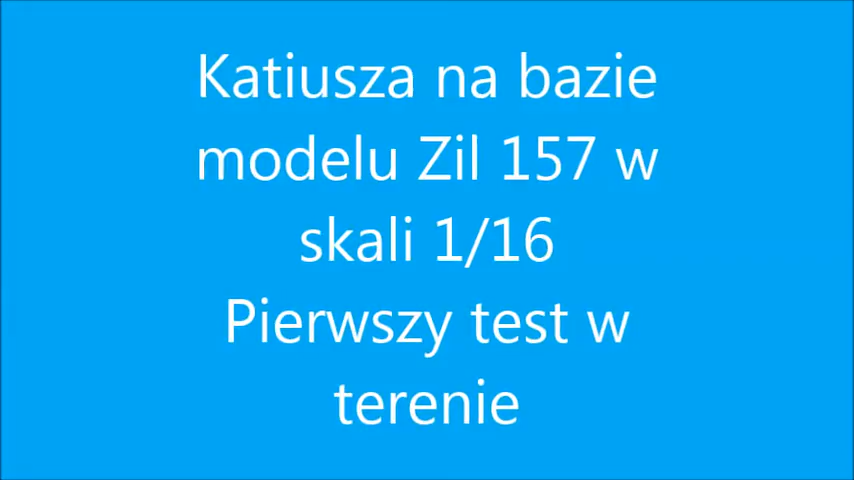 Katiusza na bazie
modelu Zil 157 w
skali 1/16
Pierwszy test w
terenie